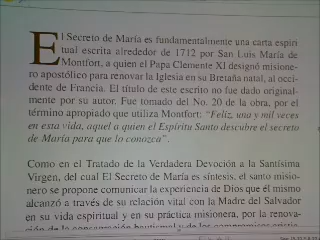 El Secreto de María es fundamentalmente una carta espiri
tual escrita alrededor de 1712 por San Luis María de
Montfort, a quien el Papa Clemente XI designó misione-
ro apostólico para renovar la Iglesia en su Bretaña natal, al occi-
dente de Francia. El título de este escrito no fue dado original-
mente por su autor. Fue tomado del No. 20 de la obra, por el
término apropiado que utiliza Montfort: “Feliz, una y mil veces
en esta vida, aquel a quien el Espíritu Santo descubre el secreto
de María para que lo conozca”.
Como en el Tratado de la Verdadera Devoción a la Santísima
Virgen, del cual El Secreto de María es síntesis, el santo misio-
nero se propone comunicar la experiencia de Dios que él mismo
alcanzó a través de su relación vital con la Madre del Salvador
en su vida espiritual y en su práctica misionera, por la renova-